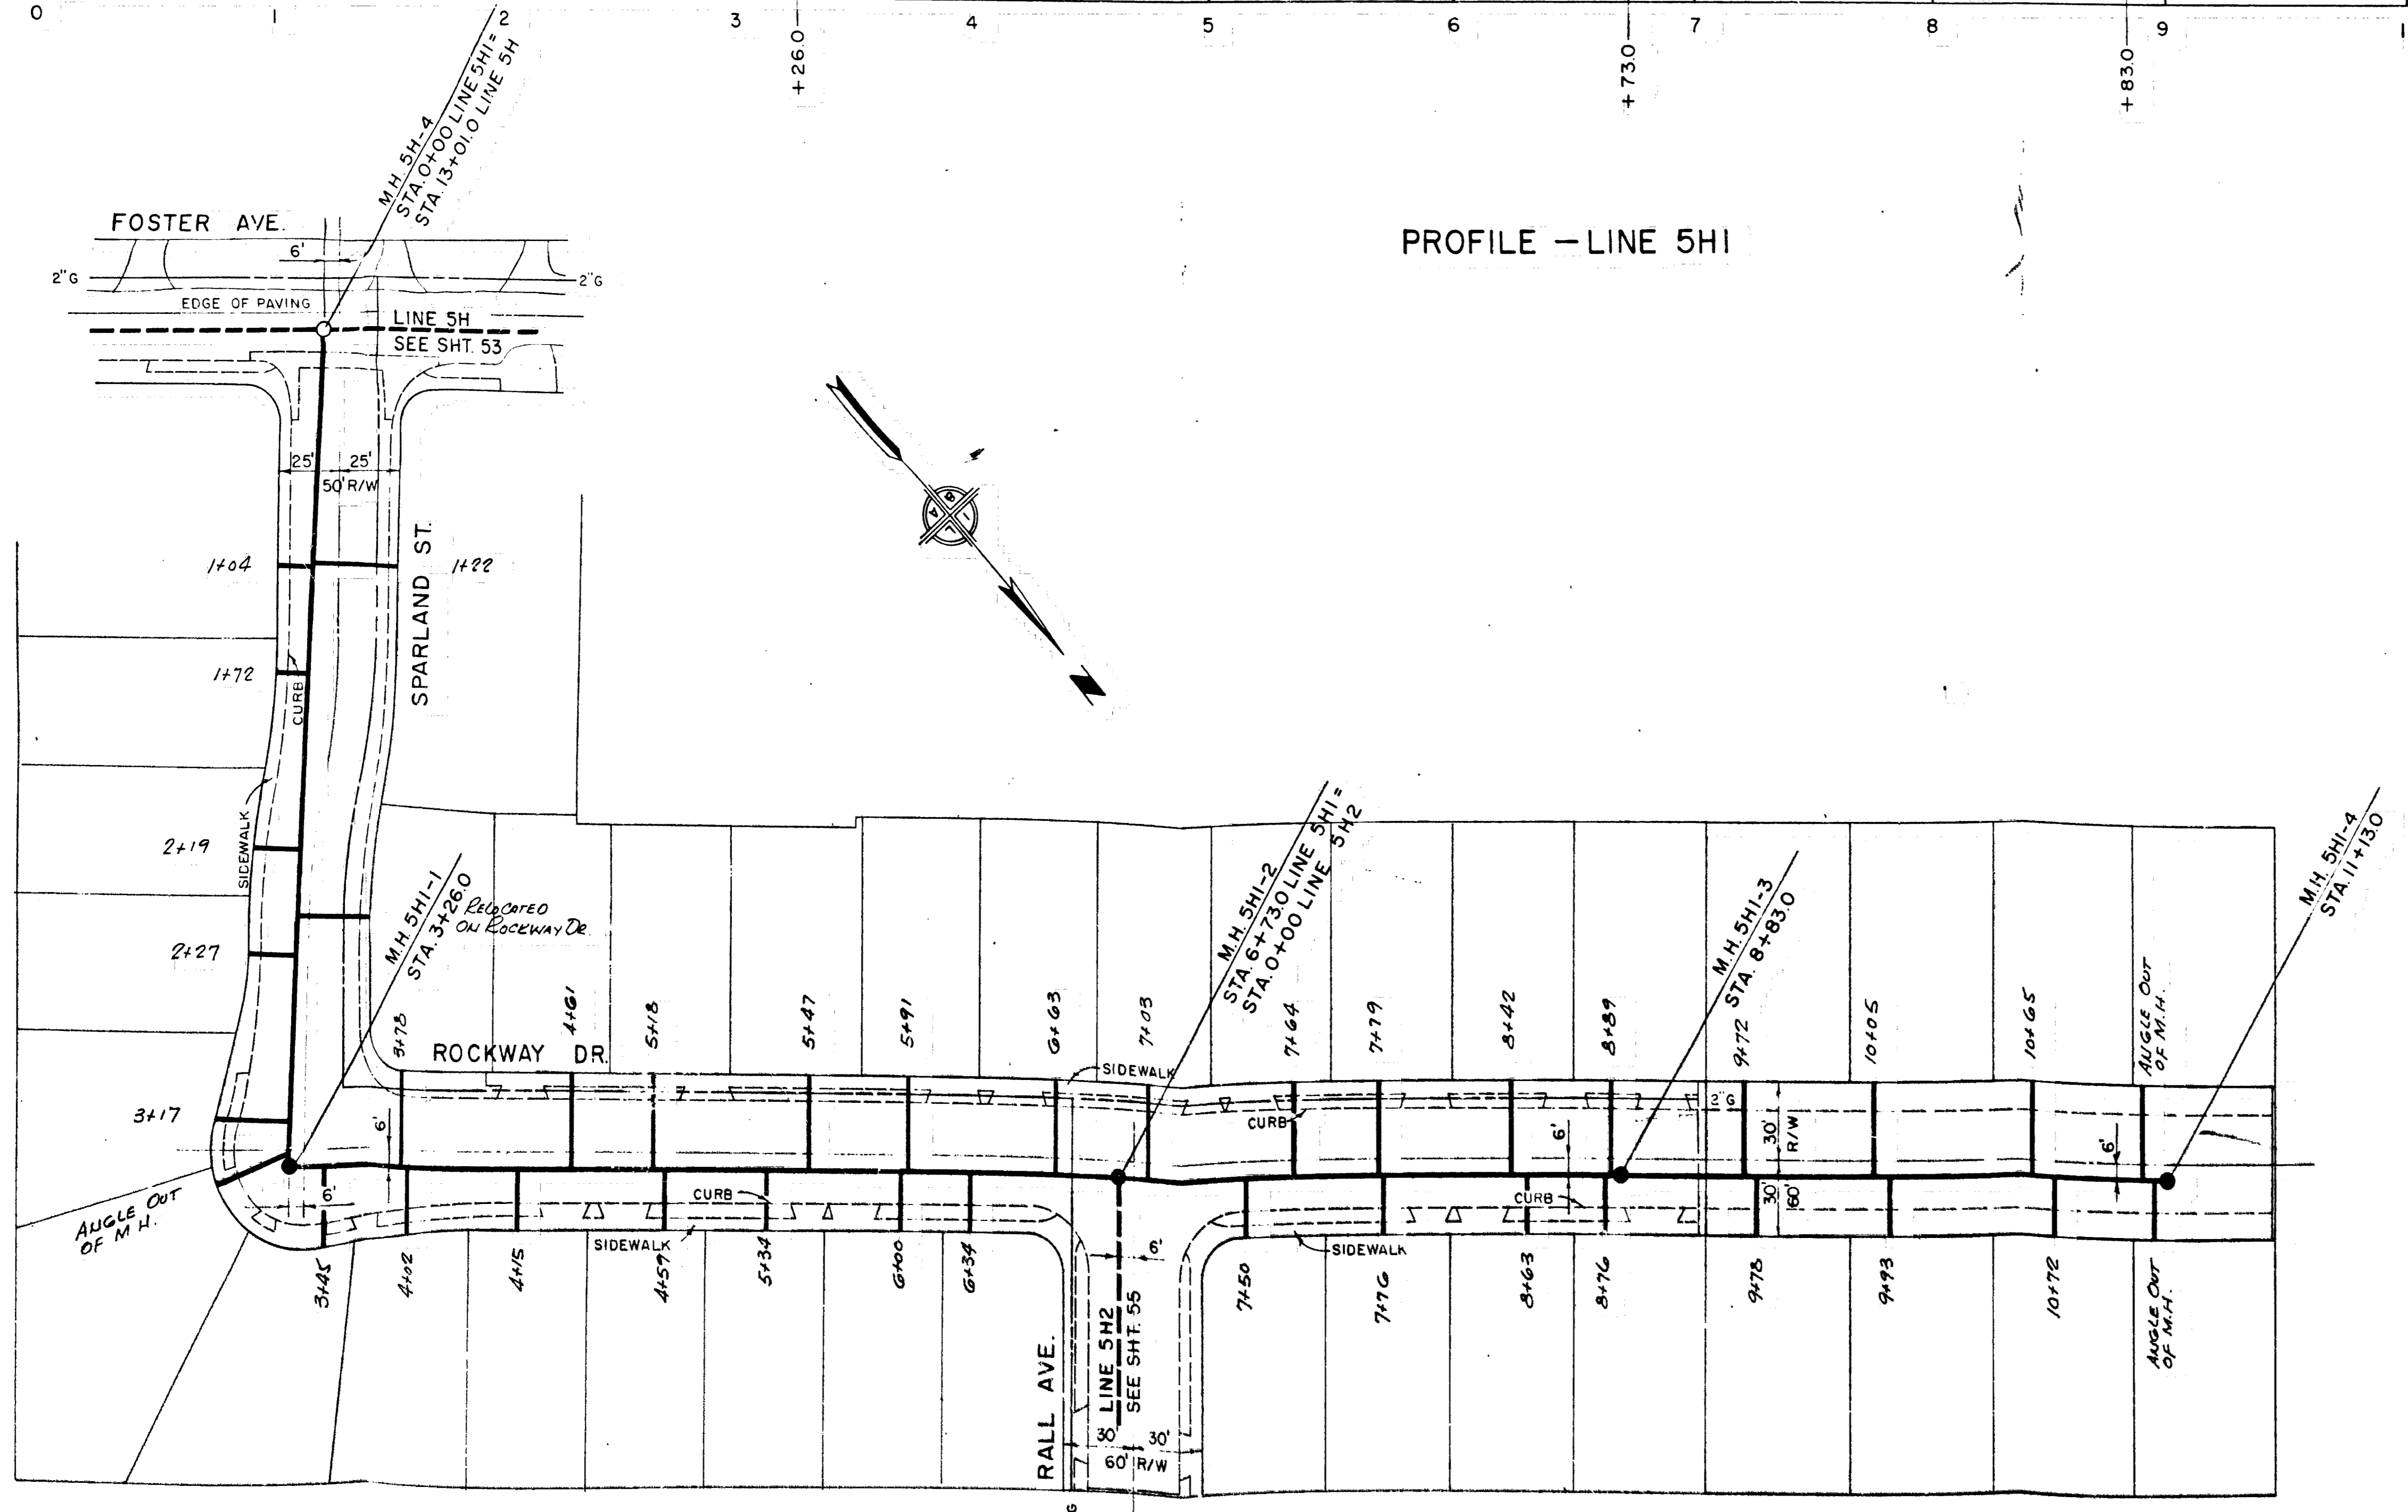 0 1 2 3 4 5 6 7 8 9
+26.0
+73.0
+83.0
M.H. 5H-4
STA. 0+00 LINE 5H1 =
STA. 13+01.0 LINE 5H
FOSTER AVE.
6'
2"G
2"G
EDGE OF PAVING
LINE 5H
SEE SHT. 53
PROFILE — LINE 5H1
25'
25'
50' R/W
SPARLAND ST.
1+04
1+22
1+72
CURB
SIDEWALK
2+19
2+27
3+17
M.H. 5H1-1
STA. 3+26.0
RELOCATED
ON ROCKWAY DR.
M.H. 5H1-2
STA. 6+73.0 LINE 5H1 =
STA. 0+00 LINE 5H2
M.H. 5H1-3
STA. 8+83.0
M.H. 5H1-4
STA. 11+13.0
3+78
4+61
5+18
5+47
5+91
6+63
7+03
7+64
7+79
8+42
8+89
9+72
10+05
10+65
ANGLE OUT
OF M.H.
ROCKWAY DR.
SIDEWALK
CURB
2"G
6'
6'
30'
R/W
6'
30'
60'
6'
CURB
CURB
ANGLE OUT
OF M.H.
SIDEWALK
SIDEWALK
3+45
4+02
4+15
4+59
5+34
6+00
6+34
7+50
7+76
8+63
8+76
9+78
9+93
10+72
ANGLE OUT
OF M.H.
6'
RALL AVE.
LINE 5H2
SEE SHT. 55
30'
30'
60' R/W
G